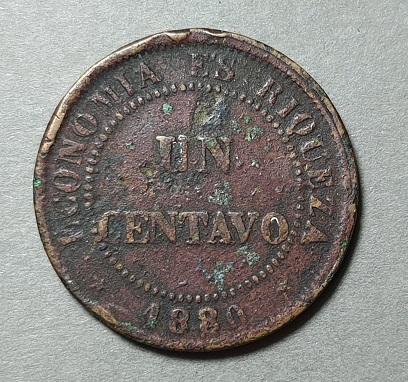 ECONOMIA ES RIQUEZA
UN
CENTAVO
1880